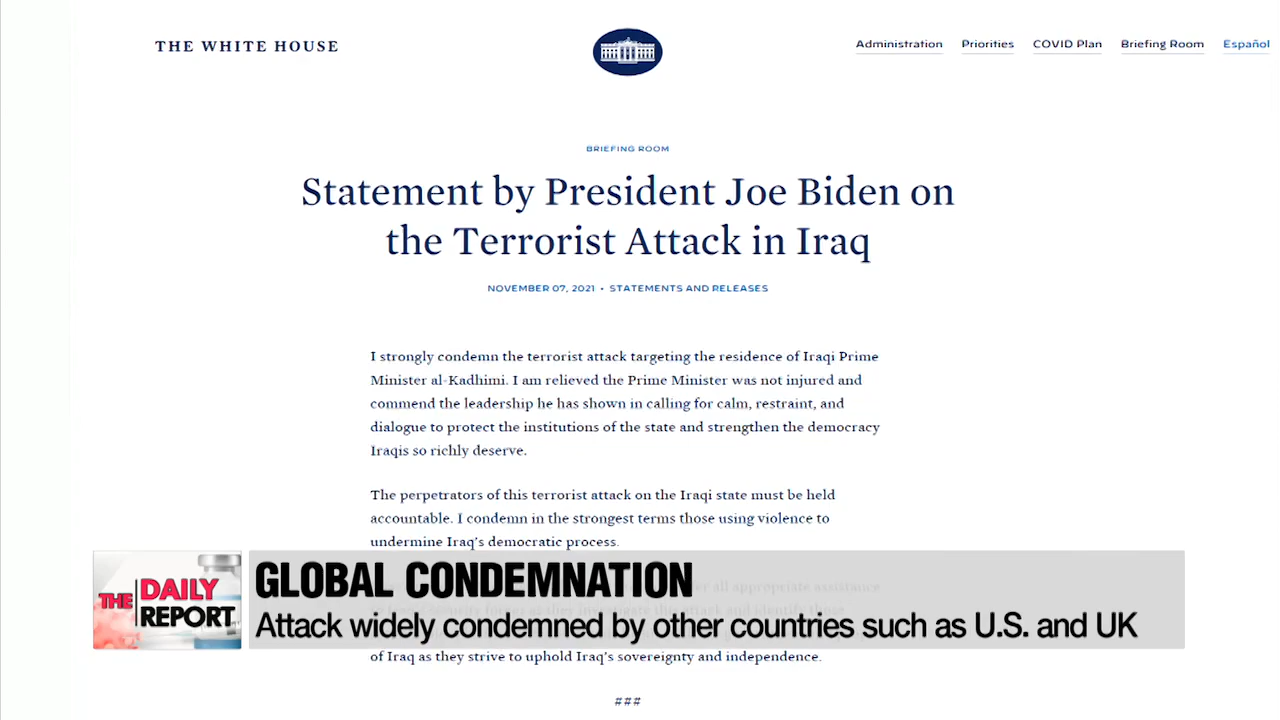 THE WHITE HOUSE
Administration Priorities COVID Plan Briefing Room Español
BRIEFING ROOM
Statement by President Joe Biden on
the Terrorist Attack in Iraq
NOVEMBER 07, 2021 • STATEMENTS AND RELEASES
I strongly condemn the terrorist attack targeting the residence of Iraqi Prime
Minister al-Kadhimi. I am relieved the Prime Minister was not injured and
commend the leadership he has shown in calling for calm, restraint, and
dialogue to protect the institutions of the state and strengthen the democracy
Iraqis so richly deserve.
The perpetrators of this terrorist attack on the Iraqi state must be held
accountable. I condemn in the strongest terms those using violence to
undermine Iraq's democratic process.
all appropriate assistance
investigate this attack and identify those
of Iraq as they strive to uphold Iraq's sovereignty and independence.
###
THE DAILY REPORT
GLOBAL CONDEMNATION
Attack widely condemned by other countries such as U.S. and UK